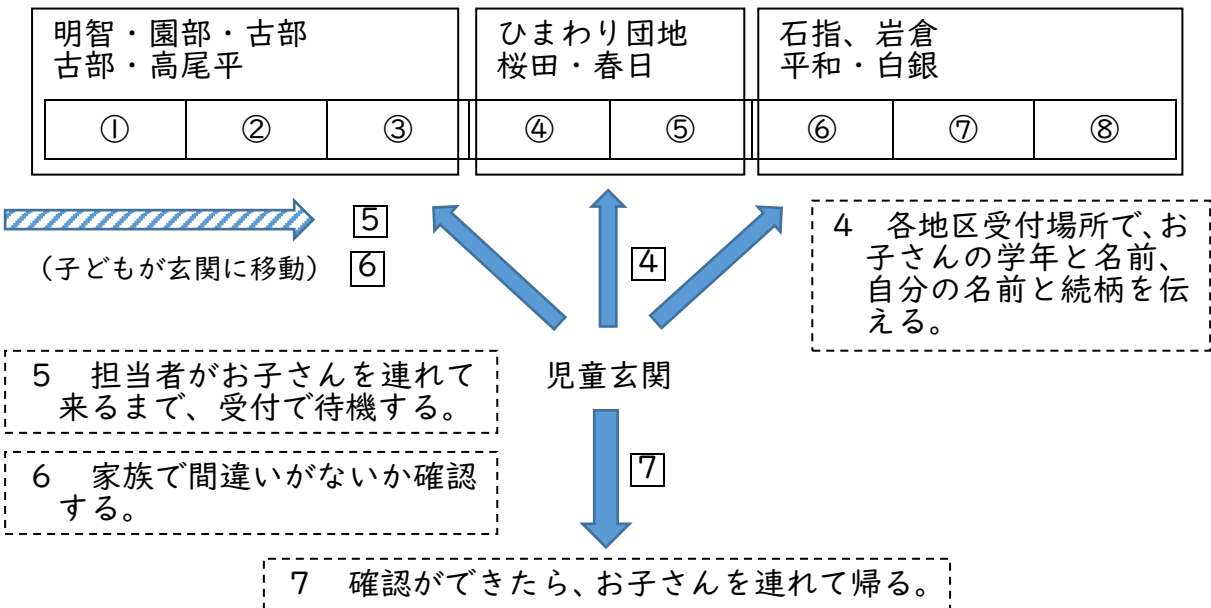 明智・園部・古部
古部・高尾平
ひまわり団地
桜田・春日
石指、岩倉
平和・白銀
① ② ③ ④ ⑤ ⑥ ⑦ ⑧
5
(子どもが玄関に移動) 6
4
4 各地区受付場所で、お
子さんの学年と名前、
自分の名前と続柄を伝
える。
5 担当者がお子さんを連れて
来るまで、受付で待機する。
児童玄関
6 家族で間違いがないか確認
する。
7
7 確認ができたら、お子さんを連れて帰る。